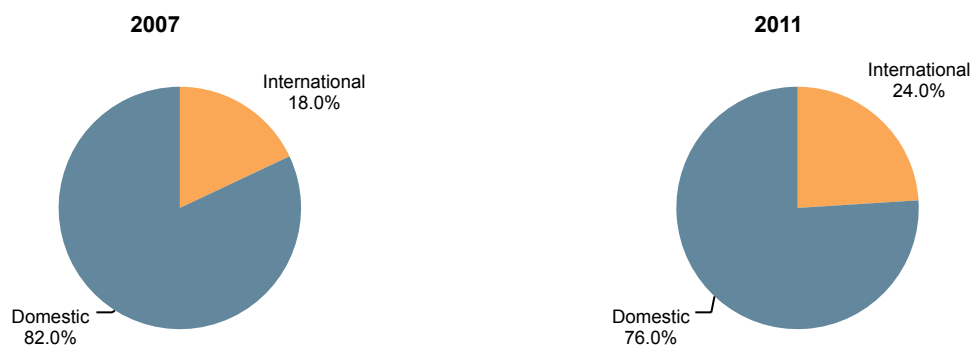 2007
International
18.0%
Domestic
82.0%
2011
International
24.0%
Domestic
76.0%